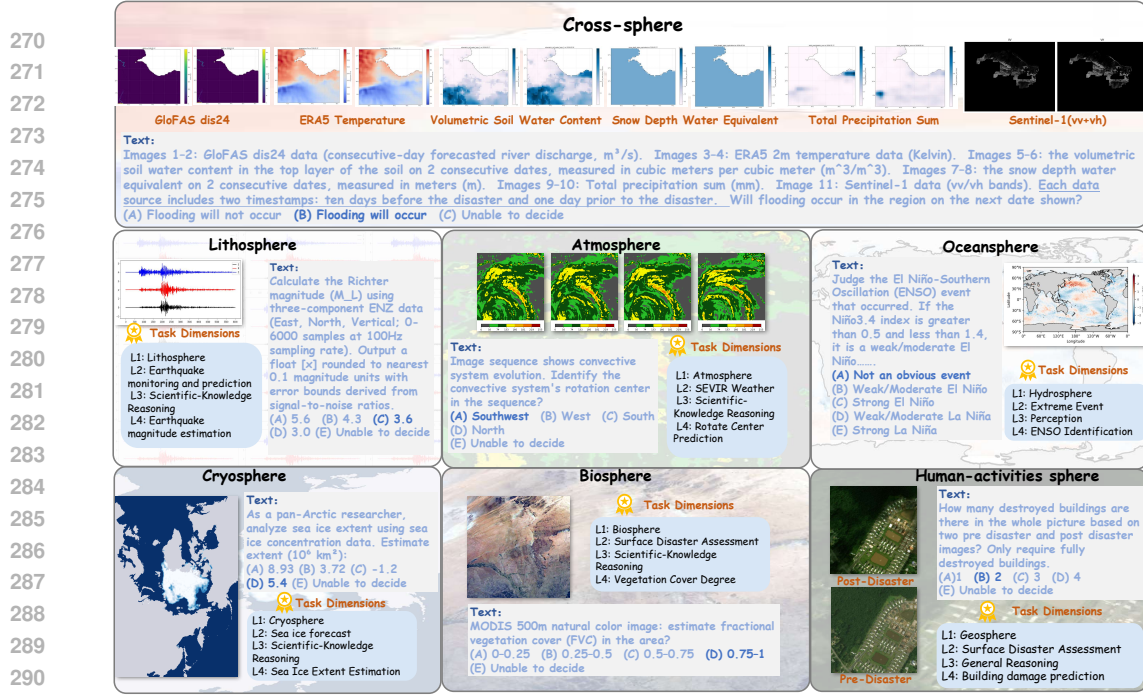 270
271
272
273
274
275
276
277
278
279
280
281
282
283
284
285
286
287
288
289
290
Cross-sphere
GloFAS dis24
ERA5 Temperature
Volumetric Soil Water Content
Snow Depth Water Equivalent
Total Precipitation Sum
Sentinel-1(vv+vh)
Text:
Images 1-2: GloFAS dis24 data (consecutive-day forecasted river discharge, m³/s). Images 3-4: ERA5 2m temperature data (Kelvin). Images 5-6: the volumetric
soil water content in the top layer of the soil on 2 consecutive dates, measured in cubic meters per cubic meter (m^3/m^3). Images 7-8: the snow depth water
equivalent on 2 consecutive dates, measured in meters (m). Images 9-10: Total precipitation sum (mm). Image 11: Sentinel-1 data (vv/vh bands). Each data
source includes two timestamps: ten days before the disaster and one day prior to the disaster. Will flooding occur in the region on the next date shown?
(A) Flooding will not occur (B) Flooding will occur (C) Unable to decide
Lithosphere
Text:
Calculate the Richter
magnitude (M_L) using
three-component ENZ data
(East, North, Vertical; 0-
6000 samples at 100Hz
sampling rate). Output a
float [x] rounded to nearest
0.1 magnitude units with
error bounds derived from
signal-to-noise ratios.
(A) 5.6 (B) 4.3 (C) 3.6
(D) 3.0 (E) Unable to decide
Task Dimensions
L1: Lithosphere
L2: Earthquake
monitoring and prediction
L3: Scientific-Knowledge
Reasoning
L4: Earthquake
magnitude estimation
Atmosphere
Text:
Image sequence shows convective
system evolution. Identify the
convective system's rotation center
in the sequence?
(A) Southwest (B) West (C) South
(D) North
(E) Unable to decide
Task Dimensions
L1: Atmosphere
L2: SEVIR Weather
L3: Scientific-
Knowledge Reasoning
L4: Rotate Center
Prediction
Oceansphere
Text:
Judge the El Niño-Southern
Oscillation (ENSO) event
that occurred. If the
Niño3.4 index is greater
than 0.5 and less than 1.4,
it is a weak/moderate El
Niño......
(A) Not an obvious event
(B) Weak/Moderate El Niño
(C) Strong El Niño
(D) Weak/Moderate La Niña
(E) Strong La Niña
Task Dimensions
L1: Hydrosphere
L2: Extreme Event
L3: Perception
L4: ENSO Identification
Cryosphere
Text:
As a pan-Arctic researcher,
analyze sea ice extent using sea
ice concentration data. Estimate
extent (10⁶ km²):
(A) 8.93 (B) 3.72 (C) -1.2
(D) 5.4 (E) Unable to decide
Task Dimensions
L1: Cryosphere
L2: Sea ice forecast
L3: Scientific-Knowledge
Reasoning
L4: Sea Ice Extent Estimation
Biosphere
Task Dimensions
L1: Biosphere
L2: Surface Disaster Assessment
L3: Scientific-Knowledge
Reasoning
L4: Vegetation Cover Degree
Text:
MODIS 500m natural color image: estimate fractional
vegetation cover (FVC) in the area?
(A) 0-0.25 (B) 0.25-0.5 (C) 0.5-0.75 (D) 0.75-1
(E) Unable to decide
Human-activities sphere
Post-Disaster
Pre-Disaster
Text:
How many destroyed buildings are
there in the whole picture based on
two pre disaster and post disaster
images? Only require fully
destroyed buildings.
(A)1 (B) 2 (C) 3 (D) 4
(E) Unable to decide
Task Dimensions
L1: Geosphere
L2: Surface Disaster Assessment
L3: General Reasoning
L4: Building damage prediction